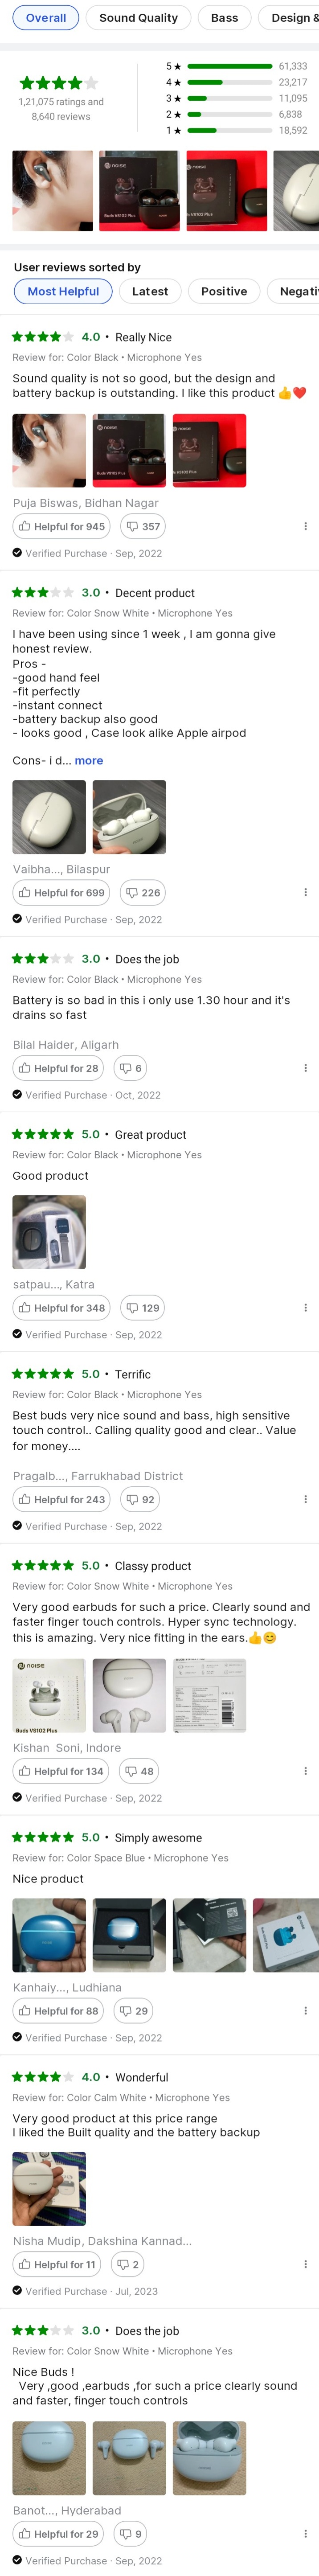 Overall
Sound Quality
Bass
Design &
1,21,075 ratings and
8,640 reviews
5★ 61,333
4★ 23,217
3★ 11,095
2★ 6,838
1★ 18,592
noise
Buds VS102 Plus
User reviews sorted by
Most Helpful
Latest
Positive
Negati
4.0 • Really Nice
Review for: Color Black • Microphone Yes
Sound quality is not so good, but the design and
battery backup is outstanding. I like this product 👍❤️
noise
Buds VS102 Plus
Puja Biswas, Bidhan Nagar
Helpful for 945
357
Verified Purchase · Sep, 2022
3.0 • Decent product
Review for: Color Snow White • Microphone Yes
I have been using since 1 week , I am gonna give
honest review.
Pros -
-good hand feel
-fit perfectly
-instant connect
-battery backup also good
- looks good , Case look alike Apple airpod
Cons- i d... more
Vaibha..., Bilaspur
Helpful for 699
226
Verified Purchase · Sep, 2022
3.0 • Does the job
Review for: Color Black • Microphone Yes
Battery is so bad in this i only use 1.30 hour and it's
drains so fast
Bilal Haider, Aligarh
Helpful for 28
6
Verified Purchase · Oct, 2022
5.0 • Great product
Review for: Color Black • Microphone Yes
Good product
satpau..., Katra
Helpful for 348
129
Verified Purchase · Sep, 2022
5.0 • Terrific
Review for: Color Black • Microphone Yes
Best buds very nice sound and bass, high sensitive
touch control.. Calling quality good and clear.. Value
for money....
Pragalb..., Farrukhabad District
Helpful for 243
92
Verified Purchase · Sep, 2022
5.0 • Classy product
Review for: Color Snow White • Microphone Yes
Very good earbuds for such a price. Clearly sound and
faster finger touch controls. Hyper sync technology.
this is amazing. Very nice fitting in the ears.👍😊
noise
Buds VS102 Plus
Kishan Soni, Indore
Helpful for 134
48
Verified Purchase · Sep, 2022
5.0 • Simply awesome
Review for: Color Space Blue • Microphone Yes
Nice product
Kanhaiy..., Ludhiana
Helpful for 88
29
Verified Purchase · Sep, 2022
4.0 • Wonderful
Review for: Color Calm White • Microphone Yes
Very good product at this price range
I liked the Built quality and the battery backup
Nisha Mudip, Dakshina Kannad...
Helpful for 11
2
Verified Purchase · Jul, 2023
3.0 • Does the job
Review for: Color Snow White • Microphone Yes
Nice Buds !
Very ,good ,earbuds ,for such a price clearly sound
and faster, finger touch controls
Banot..., Hyderabad
Helpful for 29
9
Verified Purchase · Sep, 2022